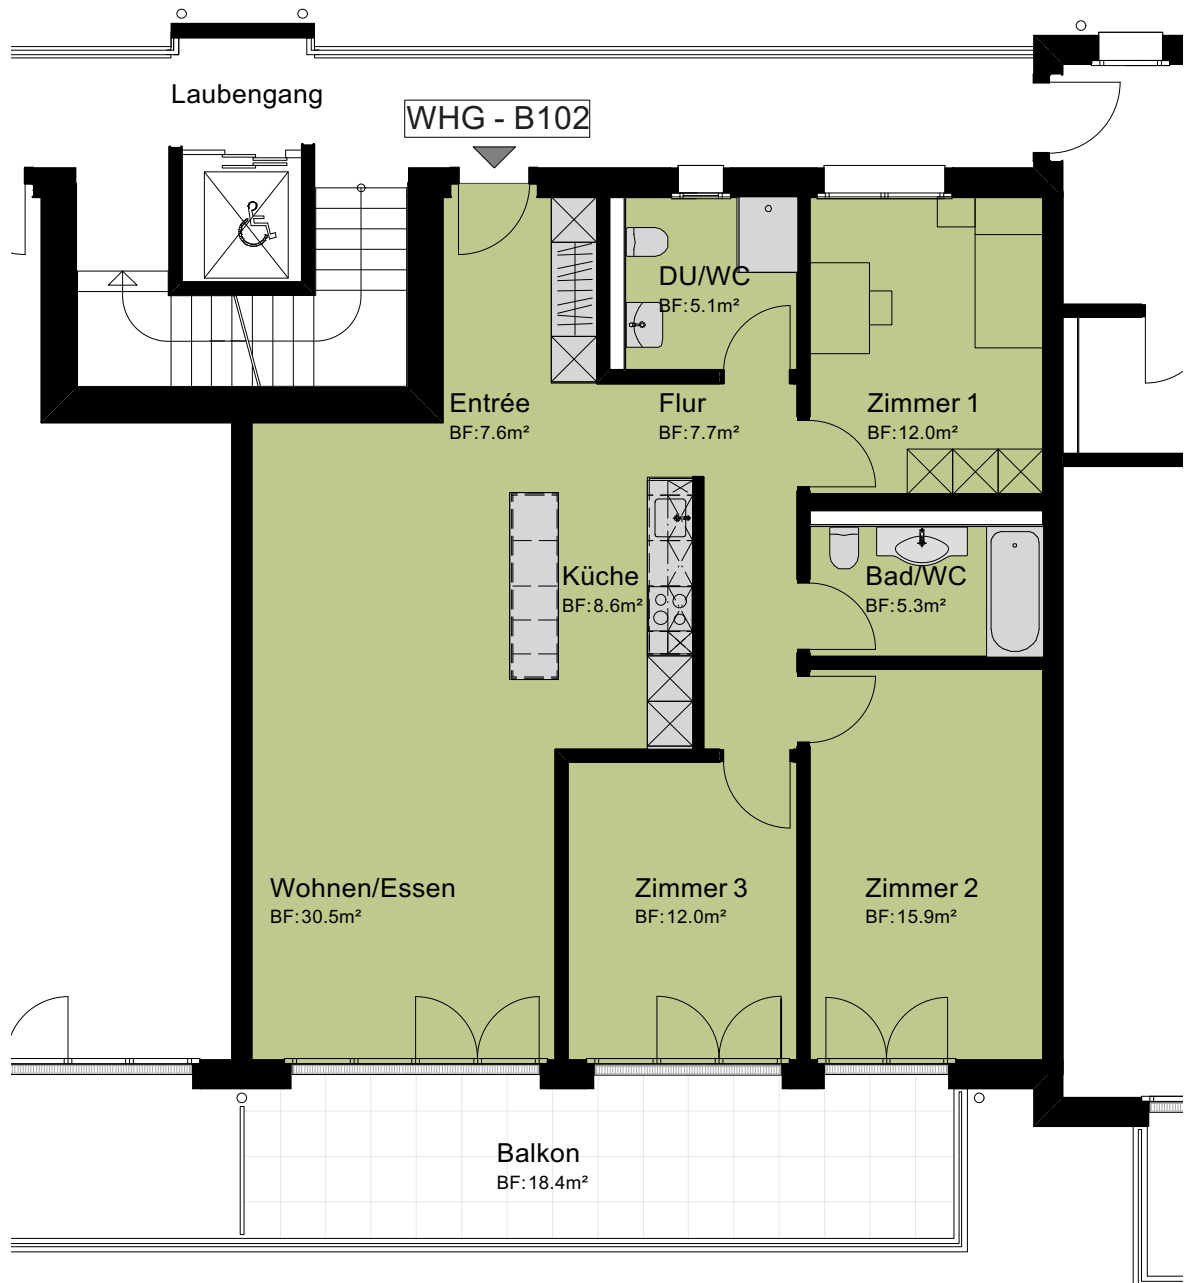 Laubengang
WHG - B102
DU/WC
BF:5.1m²
Entrée
BF:7.6m²
Flur
BF:7.7m²
Zimmer 1
BF:12.0m²
Küche
BF:8.6m²
Bad/WC
BF:5.3m²
Wohnen/Essen
BF:30.5m²
Zimmer 3
BF:12.0m²
Zimmer 2
BF:15.9m²
Balkon
BF:18.4m²